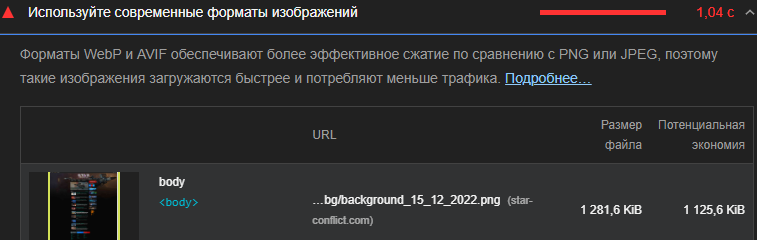 Используйте современные форматы изображений 1,04 с
Форматы WebP и AVIF обеспечивают более эффективное сжатие по сравнению с PNG или JPEG, поэтому
такие изображения загружаются быстрее и потребляют меньше трафика. Подробнее…
URL
Размер файла
Потенциальная экономия
body
<body>
…bg/background_15_12_2022.png (star-
conflict.com)
1 281,6 KiB
1 125,6 KiB